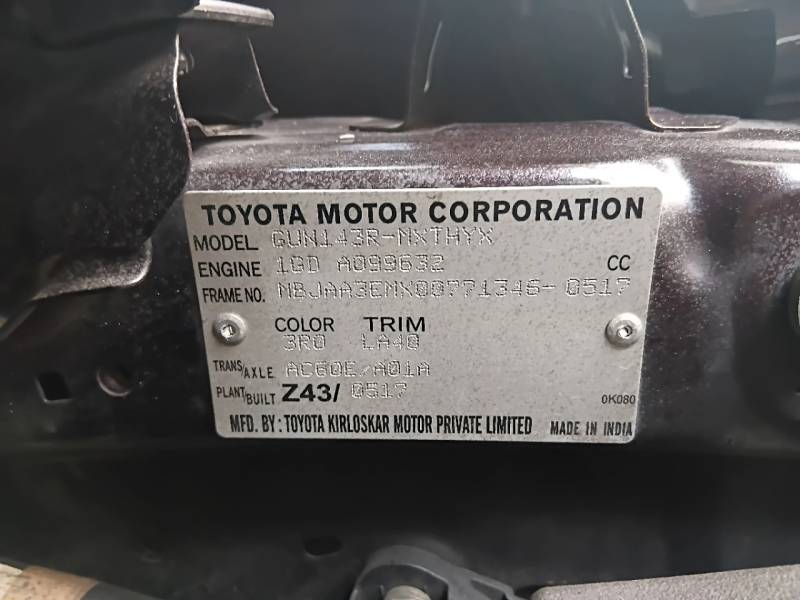 TOYOTA MOTOR CORPORATION
MODEL GUN143R-MXTHYX
ENGINE 1GD A099632 CC
FRAME NO. MBJAA3EMX00771346-0517
COLOR TRIM
3R0 LA40
TRANS/AXLE AC60E/A01A
PLANT/BUILT Z43/ 0517 0K080
MFD. BY : TOYOTA KIRLOSKAR MOTOR PRIVATE LIMITED MADE IN INDIA